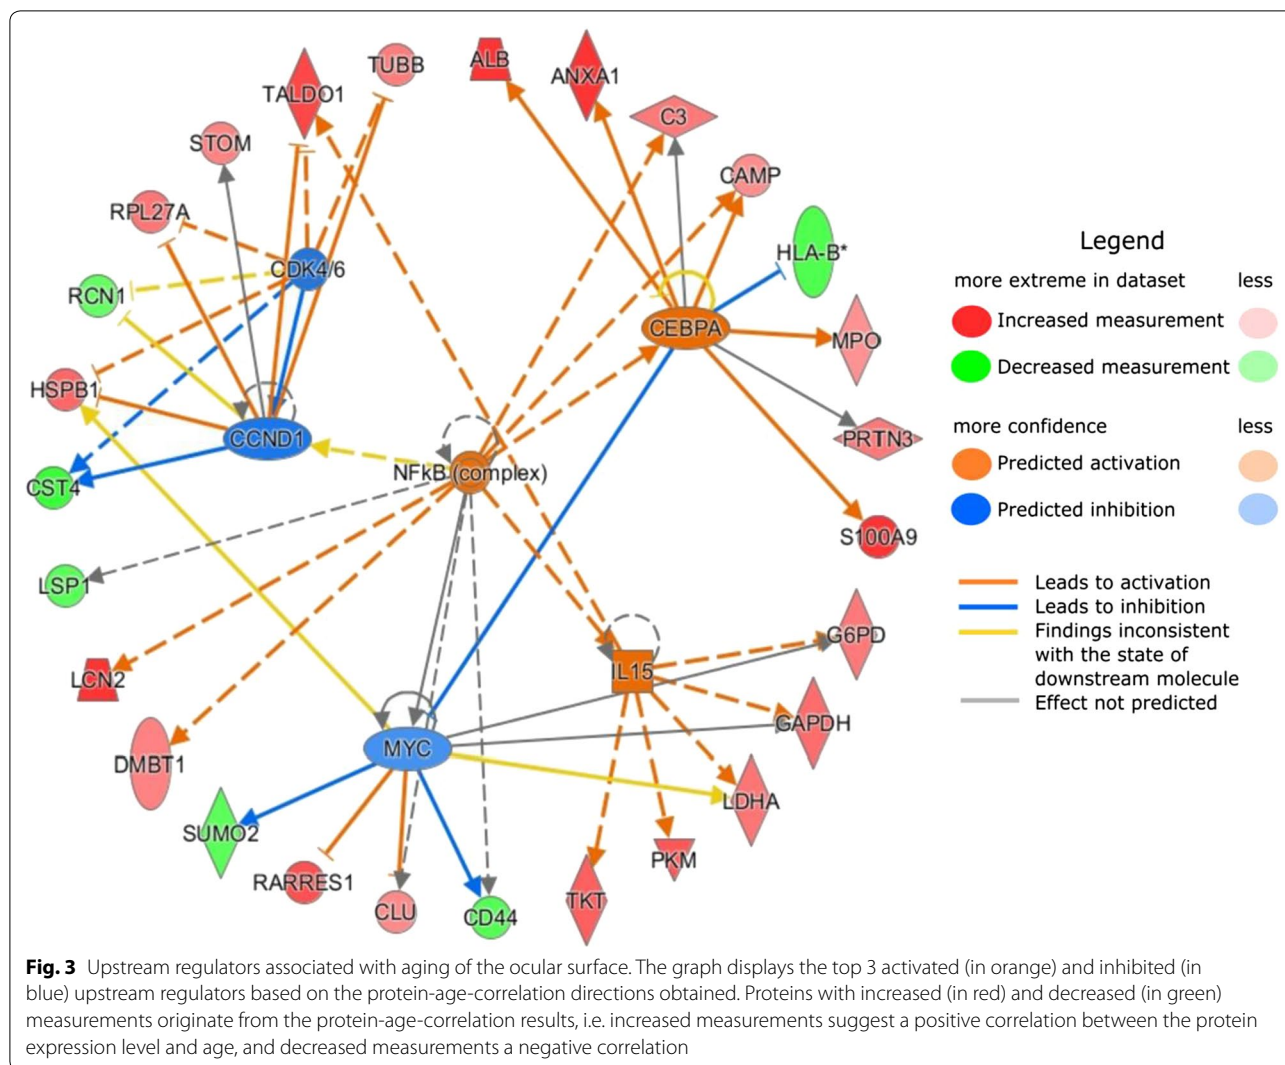 TUBB
ALB
ANXA1
TALDO1
C3
STOM
CAMP
RPL27A
HLA-B*
CDK4/6
RCN1
CEBPA
MPO
HSPB1
CCND1
PRTN3
NFkB (complex)
CST4
S100A9
LSP1
G6PD
IL15
LCN2
GAPDH
MYC
DMBT1
LDHA
SUMO2
PKM
RARRES1
TKT
CLU
CD44
Legend
more extreme in dataset less
Increased measurement
Decreased measurement
more confidence less
Predicted activation
Predicted inhibition
Leads to activation
Leads to inhibition
Findings inconsistent
with the state of
downstream molecule
Effect not predicted
Fig. 3 Upstream regulators associated with aging of the ocular surface. The graph displays the top 3 activated (in orange) and inhibited (in
blue) upstream regulators based on the protein-age-correlation directions obtained. Proteins with increased (in red) and decreased (in green)
measurements originate from the protein-age-correlation results, i.e. increased measurements suggest a positive correlation between the protein
expression level and age, and decreased measurements a negative correlation